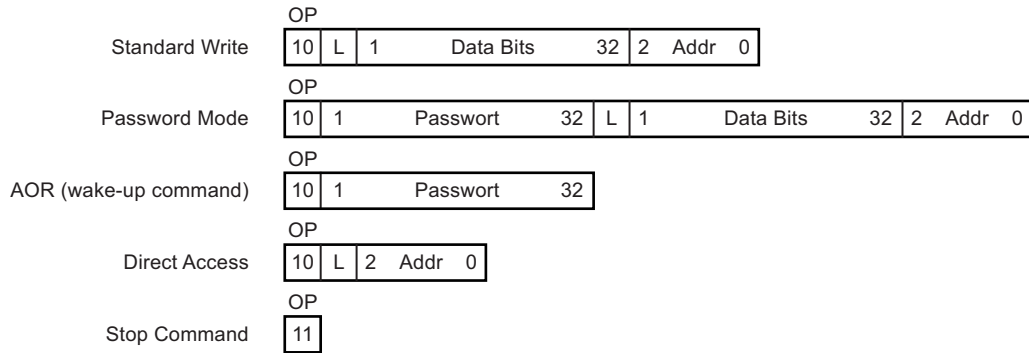 OP
Standard Write 10 L 1 Data Bits 32 2 Addr 0
OP
Password Mode 10 1 Passwort 32 L 1 Data Bits 32 2 Addr 0
OP
AOR (wake-up command) 10 1 Passwort 32
OP
Direct Access 10 L 2 Addr 0
OP
Stop Command 11